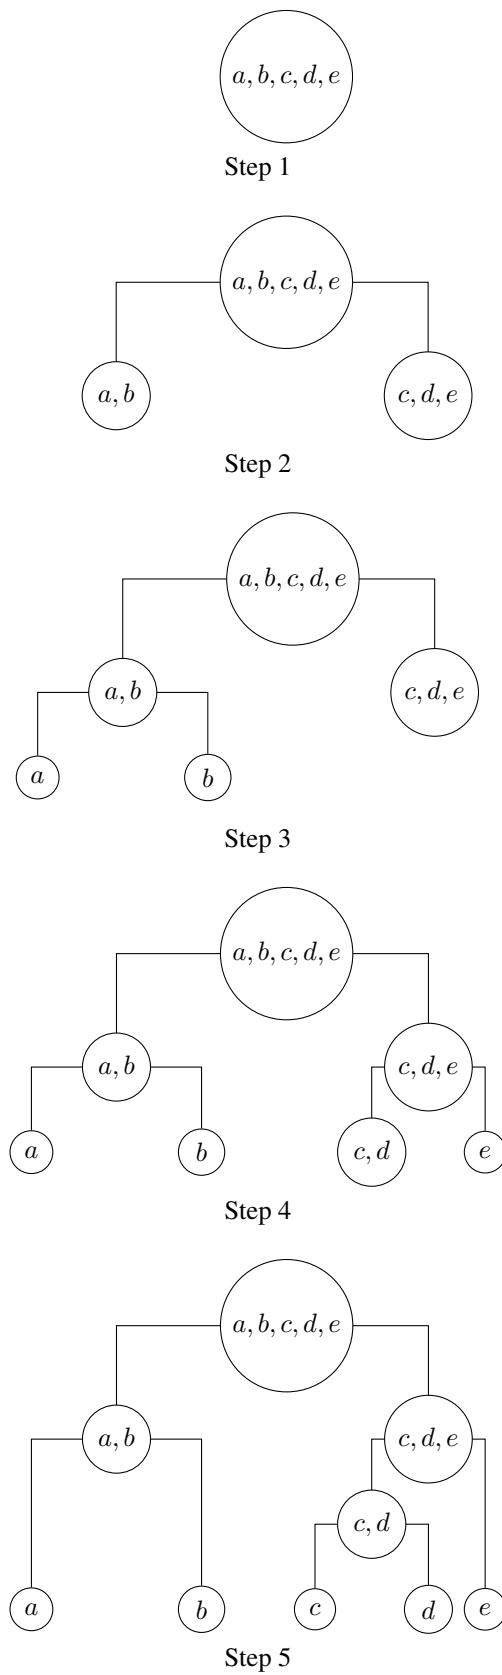 a, b, c, d, e
Step 1
a, b, c, d, e
a, b
c, d, e
Step 2
a, b, c, d, e
a, b
c, d, e
a
b
Step 3
a, b, c, d, e
a, b
c, d, e
a
b
c, d
e
Step 4
a, b, c, d, e
a, b
c, d, e
c, d
a
b
c
d
e
Step 5